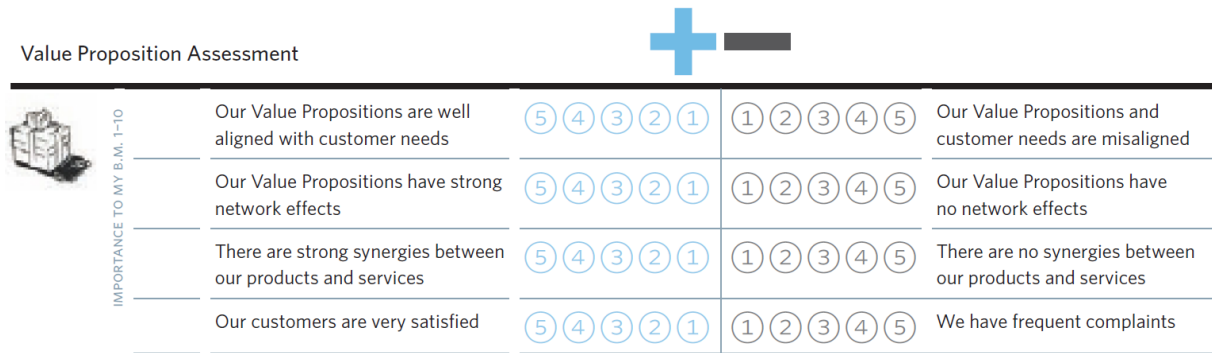 Value Proposition Assessment
IMPORTANCE TO MY B.M. 1–10
Our Value Propositions are well
aligned with customer needs
5 4 3 2 1 1 2 3 4 5
Our Value Propositions and
customer needs are misaligned
Our Value Propositions have strong
network effects
5 4 3 2 1 1 2 3 4 5
Our Value Propositions have
no network effects
There are strong synergies between
our products and services
5 4 3 2 1 1 2 3 4 5
There are no synergies between
our products and services
Our customers are very satisfied
5 4 3 2 1 1 2 3 4 5
We have frequent complaints